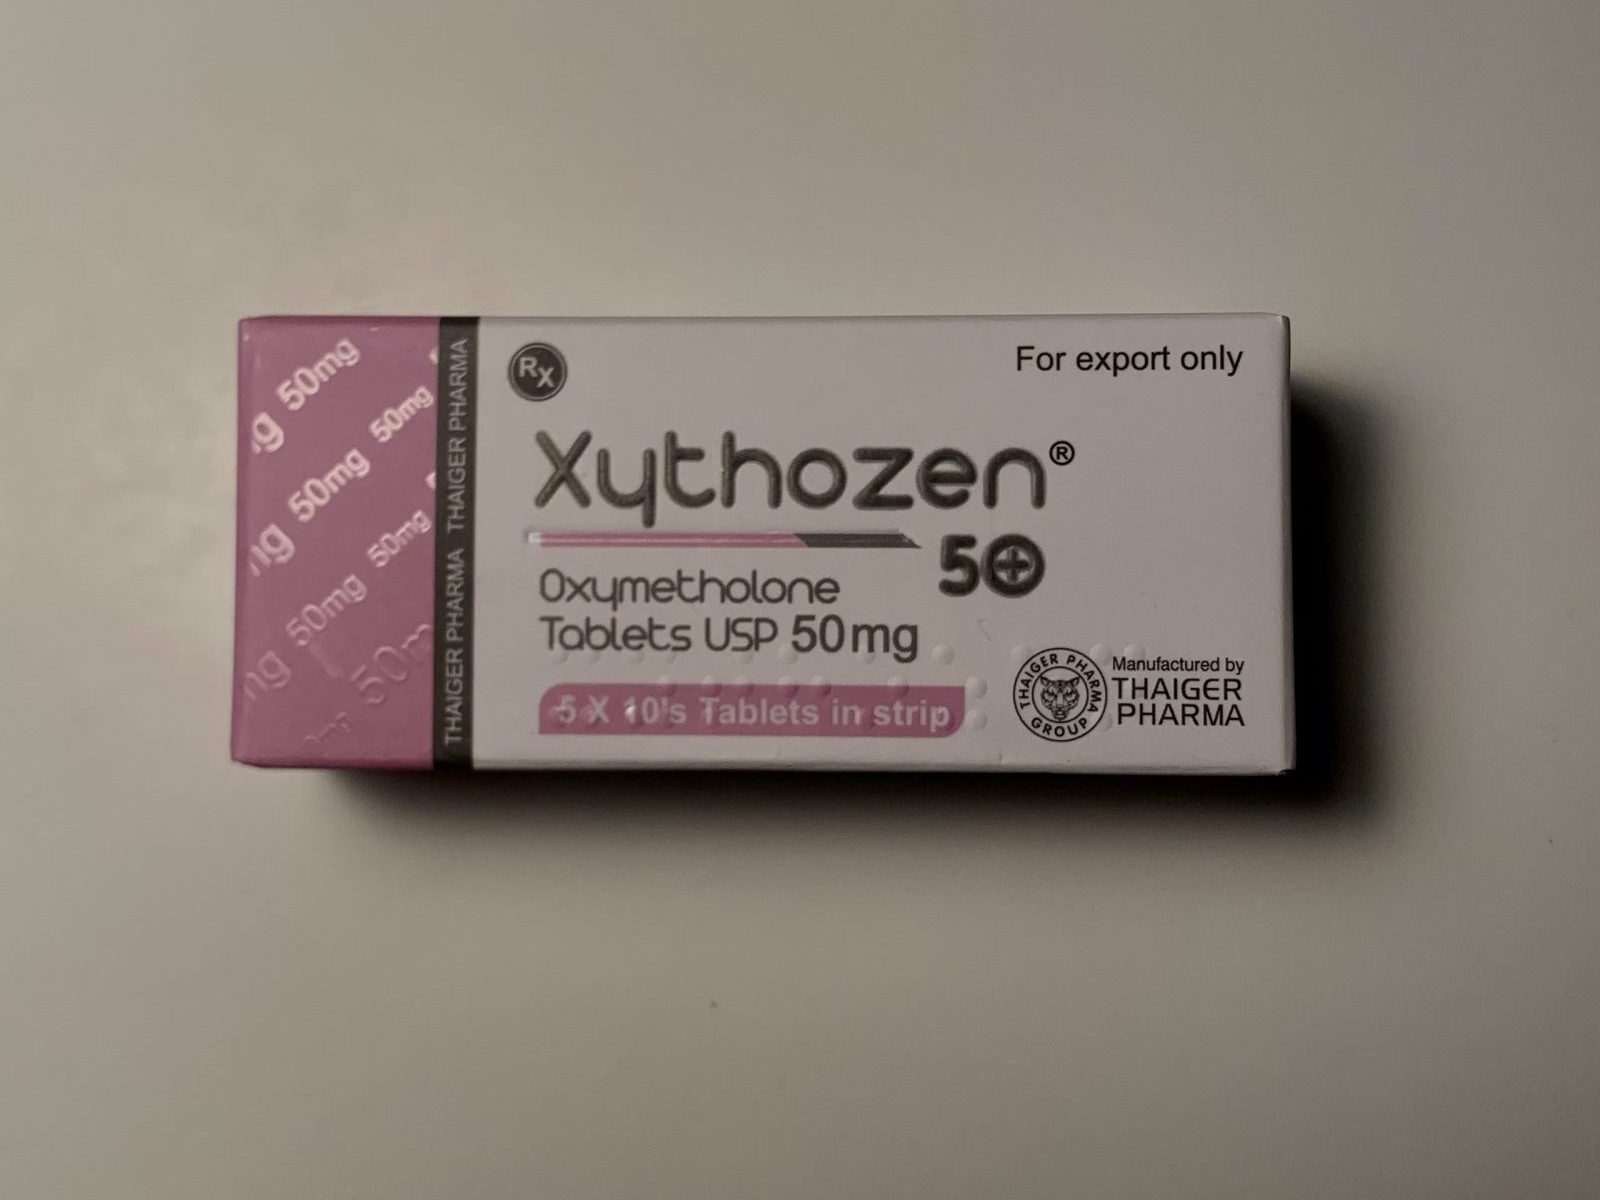 50mg
50mg
50mg
50mg
50mg
THAIGER PHARMA THAIGER PHARMA
Rx
For export only
Xythozen®
50
Oxymetholone
Tablets USP 50mg
5 X 10's Tablets in strip
THAIGER PHARMA GROUP
Manufactured by
THAIGER
PHARMA